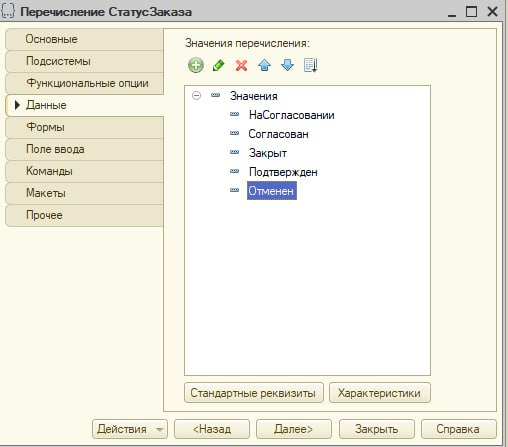 Перечисление СтатусЗаказа
Основные
Подсистемы
Функциональные опции
Данные
Формы
Поле ввода
Команды
Макеты
Прочее
Значения перечисления:
Значения
НаСогласовании
Согласован
Закрыт
Подтвержден
Отменен
Стандартные реквизиты
Характеристики
Действия
<Назад
Далее>
Закрыть
Справка